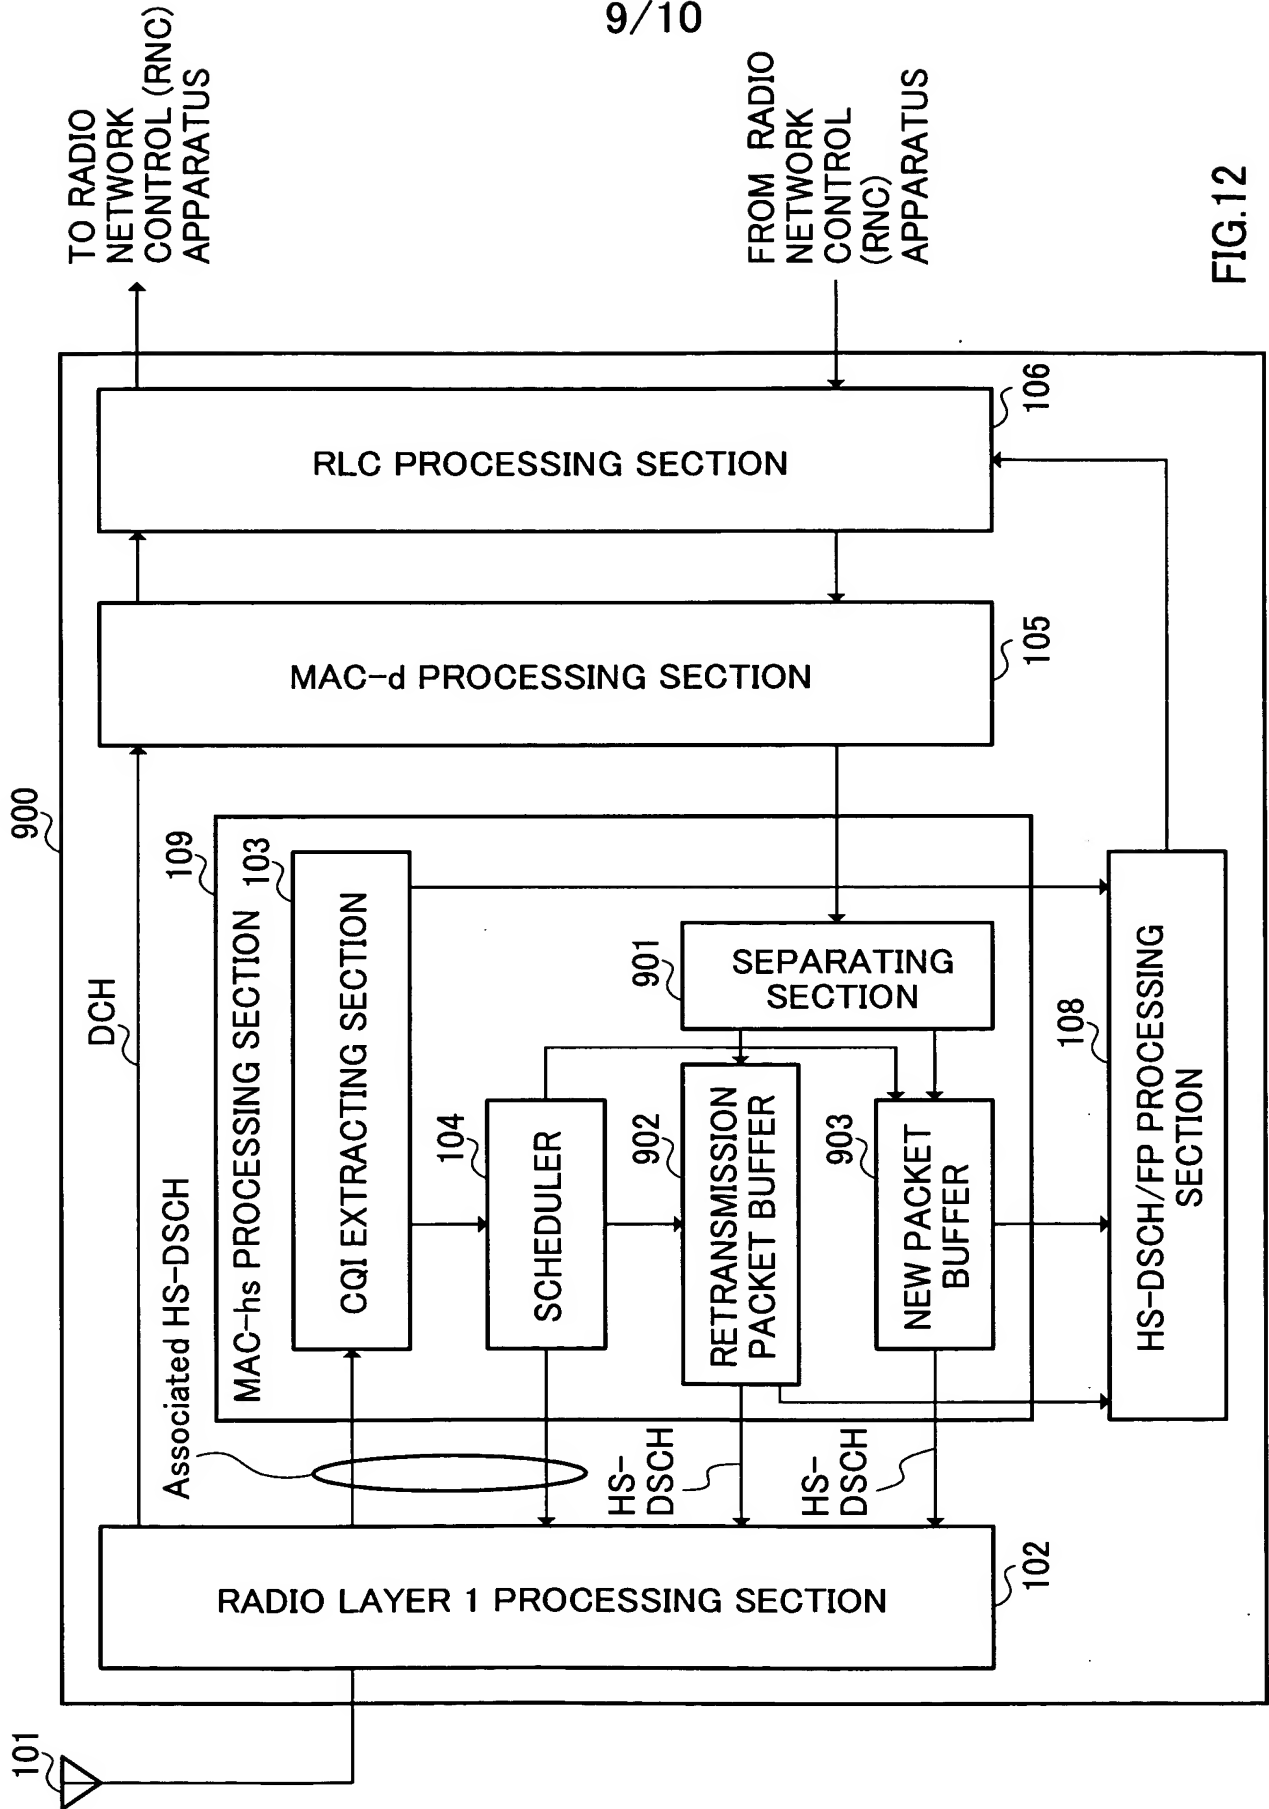 9/10
TO RADIO
NETWORK
CONTROL (RNC)
APPARATUS
FROM RADIO
NETWORK
CONTROL
(RNC)
APPARATUS
900
RLC PROCESSING SECTION
106
MAC-d PROCESSING SECTION
105
DCH
109
MAC-hs PROCESSING SECTION
103
CQI EXTRACTING SECTION
901
SEPARATING
SECTION
104
SCHEDULER
902
RETRANSMISSION
PACKET BUFFER
903
NEW PACKET
BUFFER
108
HS-DSCH/FP PROCESSING
SECTION
Associated HS-DSCH
HS-
DSCH
HS-
DSCH
RADIO LAYER 1 PROCESSING SECTION
102
101
FIG.12